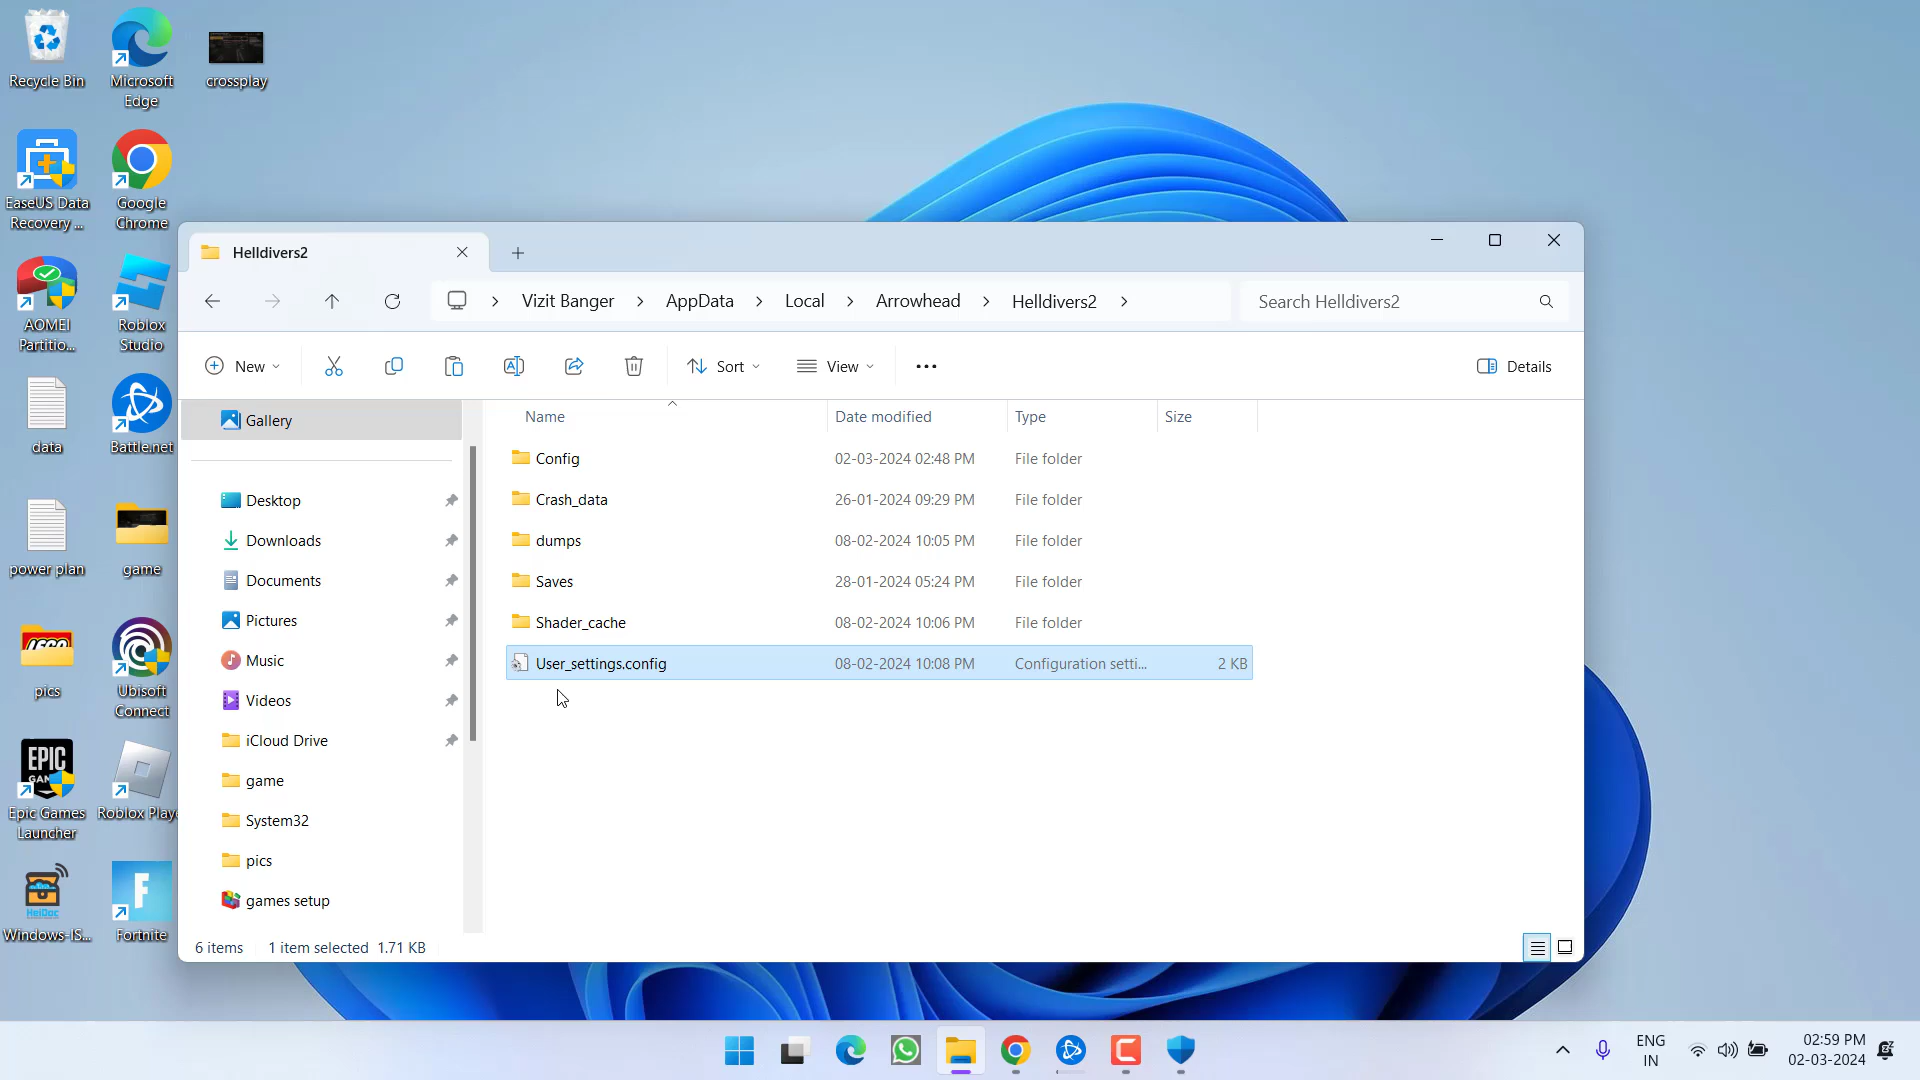 Recycle Bin
Microsoft
Edge
crossplay
EaseUS Data
Recovery ...
Google
Chrome
AOMEI
Partitio...
Roblox
Studio
data
Battle.net
power plan
game
LEGO
pics
Ubisoft
Connect
EPIC
Epic Games
Launcher
Roblox Playe
HeiDoc
Windows-IS...
F
Fortnite
Helldivers2
Vizit Banger
AppData
Local
Arrowhead
Helldivers2
Search Helldivers2
New
Sort
View
Details
Gallery
Desktop
Downloads
Documents
Pictures
Music
Videos
iCloud Drive
game
System32
pics
games setup
Name Date modified Type Size
Config 02-03-2024 02:48 PM File folder
Crash_data 26-01-2024 09:29 PM File folder
dumps 08-02-2024 10:05 PM File folder
Saves 28-01-2024 05:24 PM File folder
Shader_cache 08-02-2024 10:06 PM File folder
User_settings.config 08-02-2024 10:08 PM Configuration setti... 2 KB
6 items 1 item selected 1.71 KB
ENG
IN
02:59 PM
02-03-2024